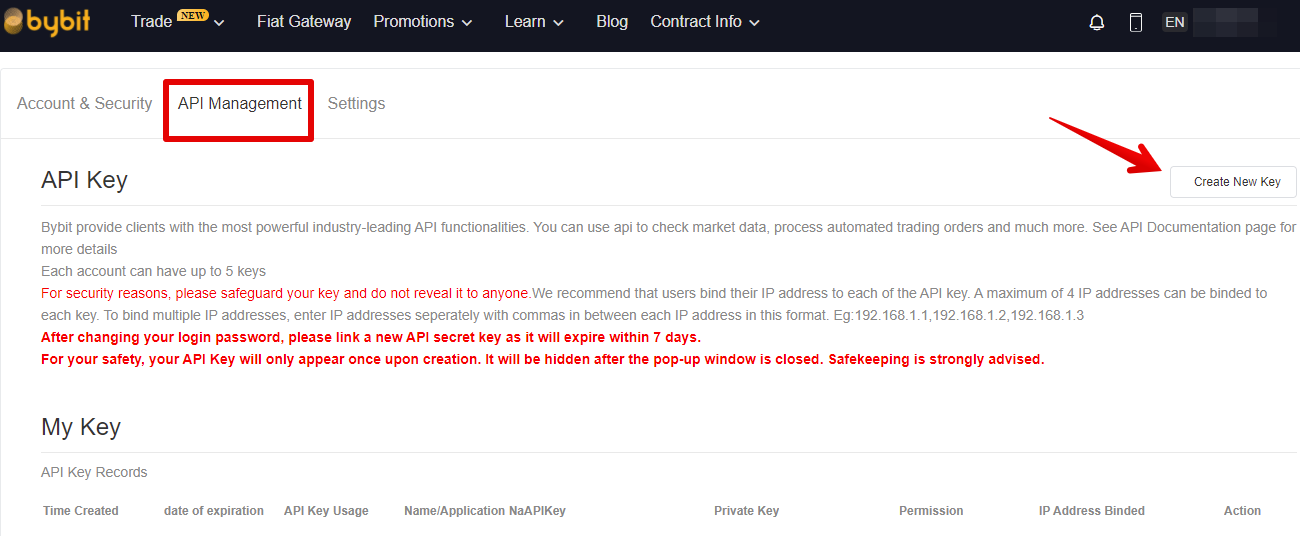 bybit
Trade NEW Fiat Gateway Promotions Learn Blog Contract Info EN
Account & Security API Management Settings
API Key
Create New Key
Bybit provide clients with the most powerful industry-leading API functionalities. You can use api to check market data, process automated trading orders and much more. See API Documentation page for
more details
Each account can have up to 5 keys
For security reasons, please safeguard your key and do not reveal it to anyone.We recommend that users bind their IP address to each of the API key. A maximum of 4 IP addresses can be binded to
each key. To bind multiple IP addresses, enter IP addresses seperately with commas in between each IP address in this format. Eg:192.168.1.1,192.168.1.2,192.168.1.3
After changing your login password, please link a new API secret key as it will expire within 7 days.
For your safety, your API Key will only appear once upon creation. It will be hidden after the pop-up window is closed. Safekeeping is strongly advised.
My Key
API Key Records
Time Created date of expiration API Key Usage Name/Application NaAPIKey Private Key Permission IP Address Binded Action